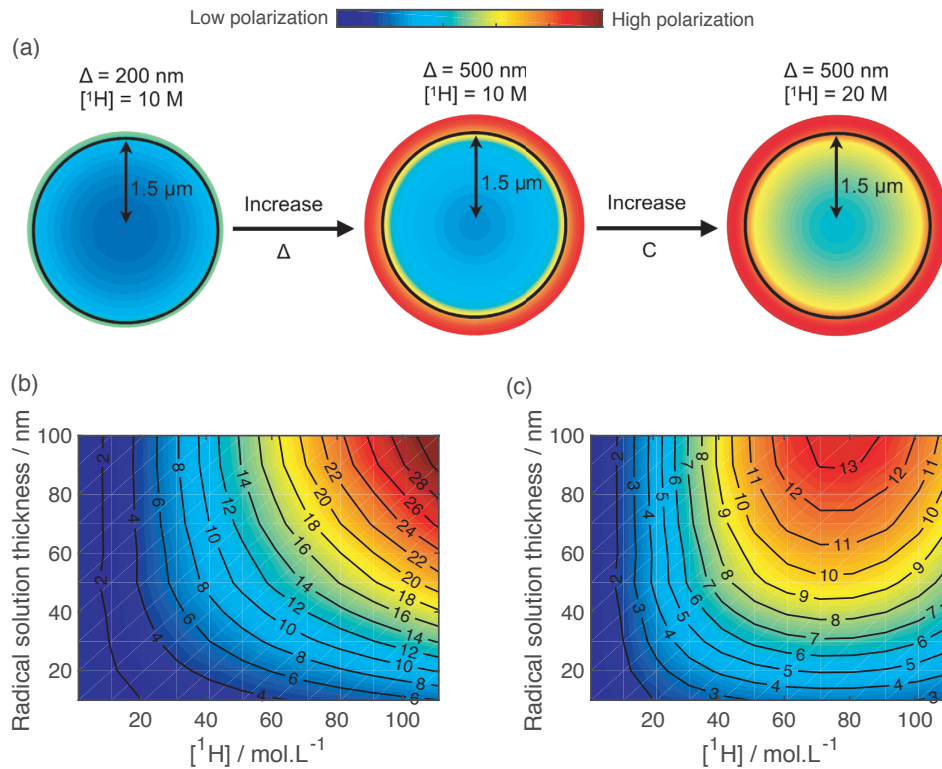 Low polarization High polarization
(a)
Δ = 200 nm
[¹H] = 10 M
Δ = 500 nm
[¹H] = 10 M
Δ = 500 nm
[¹H] = 20 M
1.5 μm
Increase
Δ
1.5 μm
Increase
C
1.5 μm
(b)
Radical solution thickness / nm
100
80
60
40
20
2 2 4 4 4 6 6 6 8 8 8 8 10 10 10 12 12 12 14 14 14 16 16 18 18 20 20 22 22 24 26 28
20 40 60 80 100
[¹H] / mol.L⁻¹
(c)
Radical solution thickness / nm
100
80
60
40
20
2 2 3 3 3 3 4 4 4 5 5 5 5 6 6 6 7 7 7 7 8 8 8 9 9 9 10 10 10 11 11 11 12 12 13
20 40 60 80 100
[¹H] / mol.L⁻¹